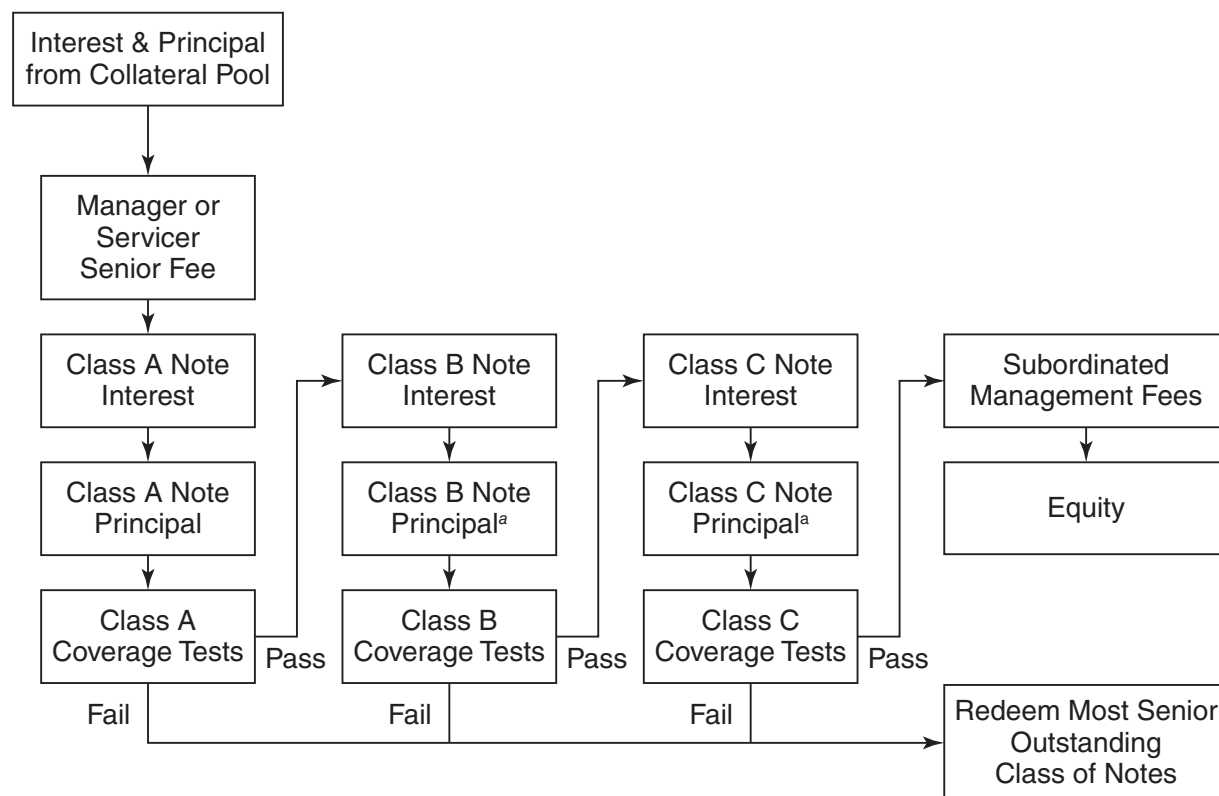 Interest & Principal
from Collateral Pool
Manager or
Servicer
Senior Fee
Class A Note
Interest
Class A Note
Principal
Class A
Coverage Tests
Pass
Fail
Class B Note
Interest
Class B Note
Principalᵃ
Class B
Coverage Tests
Pass
Fail
Class C Note
Interest
Class C Note
Principalᵃ
Class C
Coverage Tests
Pass
Fail
Subordinated
Management Fees
Equity
Redeem Most Senior
Outstanding
Class of Notes